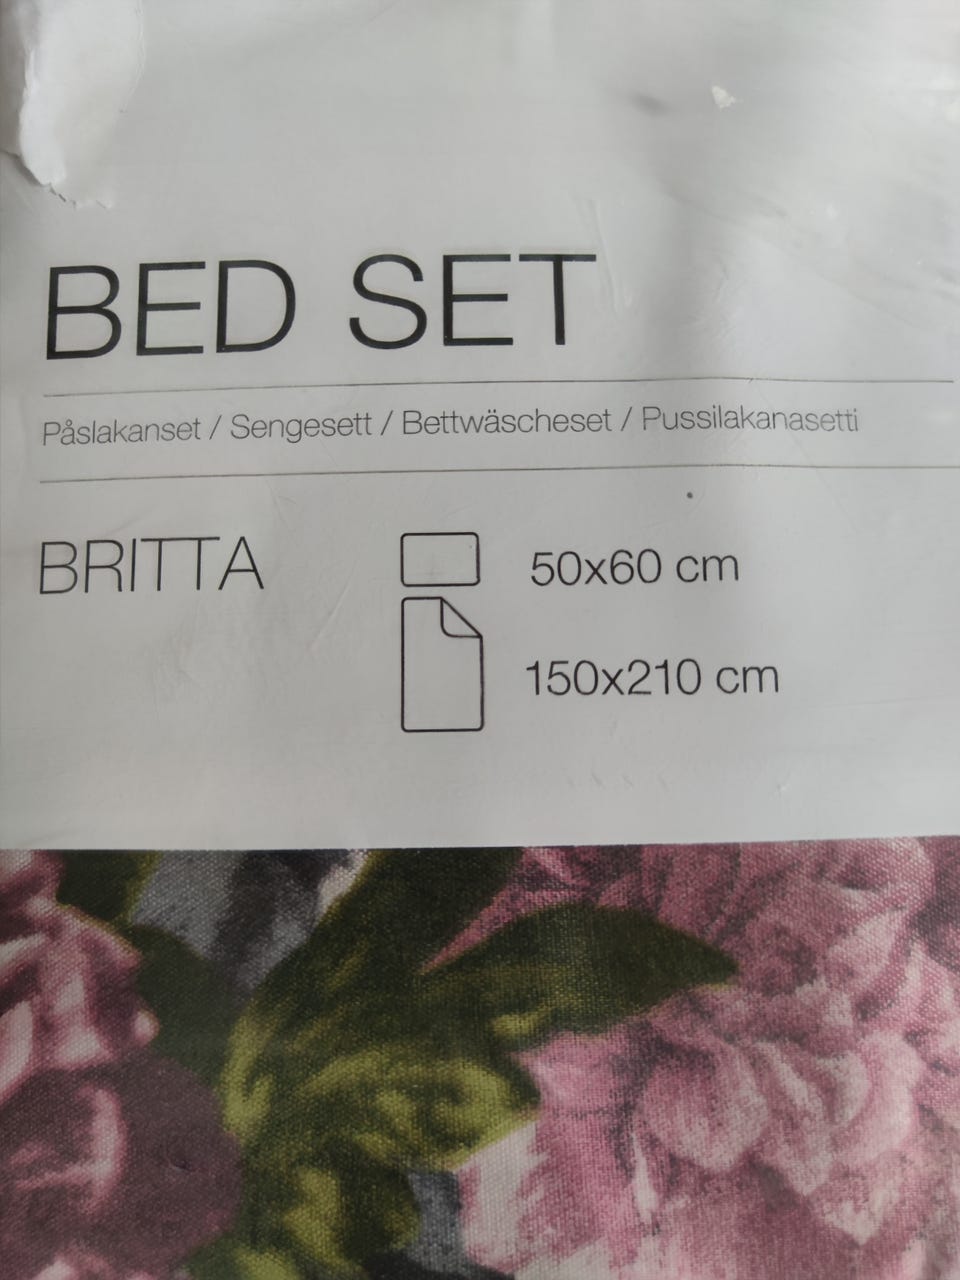 BED SET
Påslakanset / Sengesett / Bettwäscheset / Pussilakanasetti
BRITTA
50x60 cm
150x210 cm